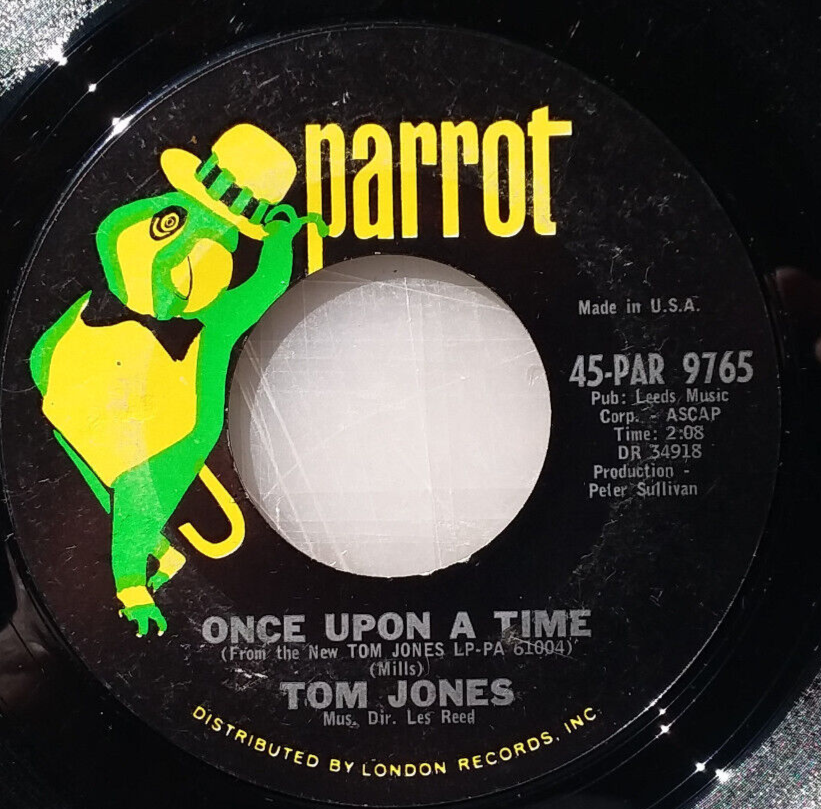 parrot
Made in U.S.A.
45-PAR 9765
Pub: Leeds Music
Corp. - ASCAP
Time: 2:08
DR 34918
Production -
Peter Sullivan
ONCE UPON A TIME
(From the New TOM JONES LP-PA 61004)
(Mills)
TOM JONES
Mus. Dir. Les Reed
DISTRIBUTED BY LONDON RECORDS, INC.